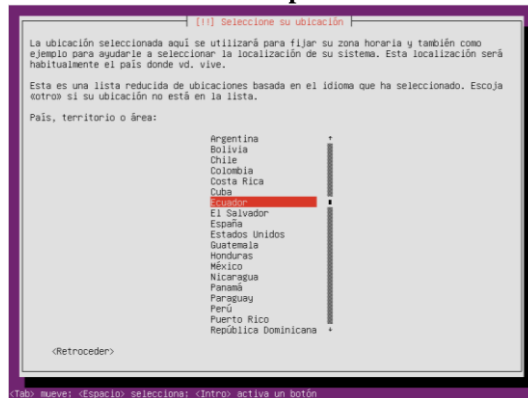 [!!] Seleccione su ubicación
La ubicación seleccionada aquí se utilizará para fijar su zona horaria y también como
ejemplo para ayudarle a seleccionar la localización de su sistema. Esta localización será
habitualmente el país donde vd. vive.
Esta es una lista reducida de ubicaciones basada en el idioma que ha seleccionado. Escoja
«otro» si su ubicación no está en la lista.
País, territorio o área:
Argentina
Bolivia
Chile
Colombia
Costa Rica
Cuba
Ecuador
El Salvador
España
Estados Unidos
Guatemala
Honduras
México
Nicaragua
Panamá
Paraguay
Perú
Puerto Rico
República Dominicana
<Retroceder>
<Tab> mueve; <Espacio> selecciona; <Intro> activa un botón